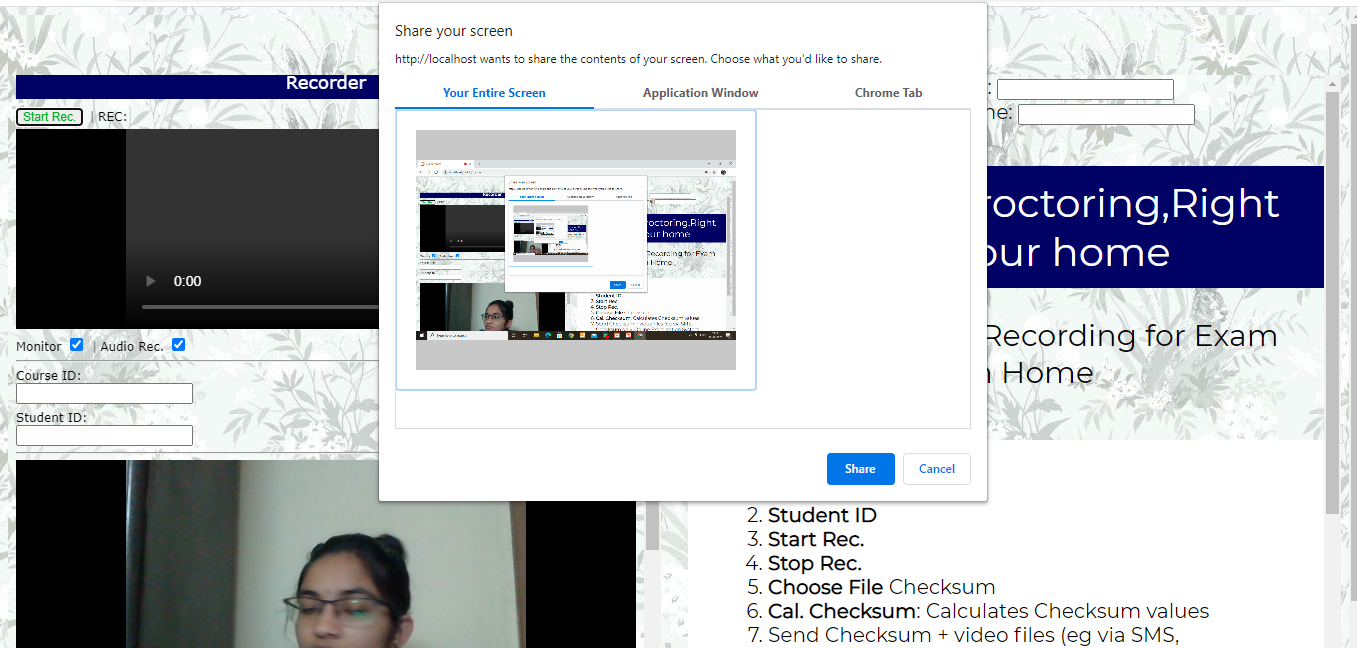 Share your screen
http://localhost wants to share the contents of your screen. Choose what you'd like to share.
Your Entire Screen
Application Window
Chrome Tab
Share
Cancel
Recorder
Start Rec.
| REC:
0:00
Monitor
| Audio Rec.
Course ID:
Student ID:
:
ne:
roctoring,Right
our home
Recording for Exam
Home
2. Student ID
3. Start Rec.
4. Stop Rec.
5. Choose File Checksum
6. Cal. Checksum: Calculates Checksum values
7. Send Checksum + video files (eg via SMS,